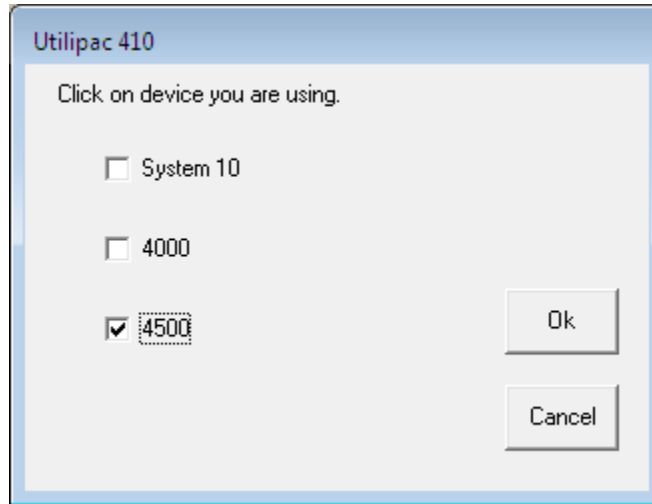 Utilipac 410
Click on device you are using.
System 10
4000
4500
Ok
Cancel